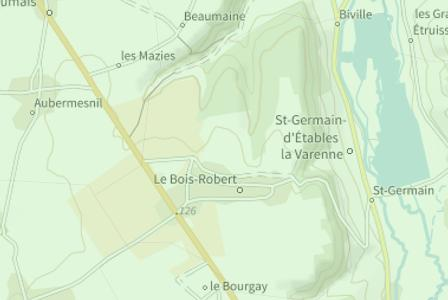 Beaumaine
Biville
les Mazies
Aubermesnil
St-Germain-
d'Étables
la Varenne
Le Bois-Robert
St-Germain
126
le Bourgay